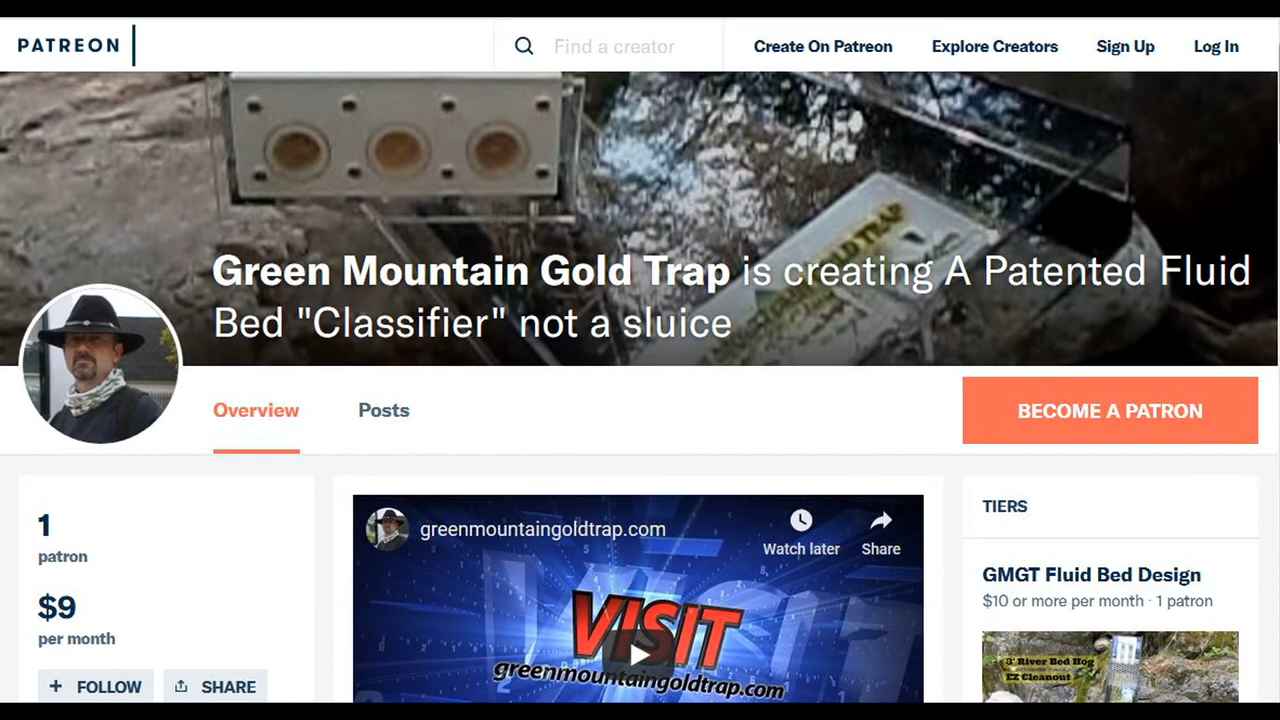 PATREON
Find a creator
Create On Patreon
Explore Creators
Sign Up
Log In
GOLD TRAP
Green Mountain Gold Trap is creating A Patented Fluid
Bed "Classifier" not a sluice
Overview
Posts
BECOME A PATRON
1
patron
$9
per month
+ FOLLOW
SHARE
greenmountaingoldtrap.com
Watch later
Share
VISIT
greenmountaingoldtrap.com
TIERS
GMGT Fluid Bed Design
$10 or more per month · 1 patron
3' River Bed Hog
EZ Cleanout